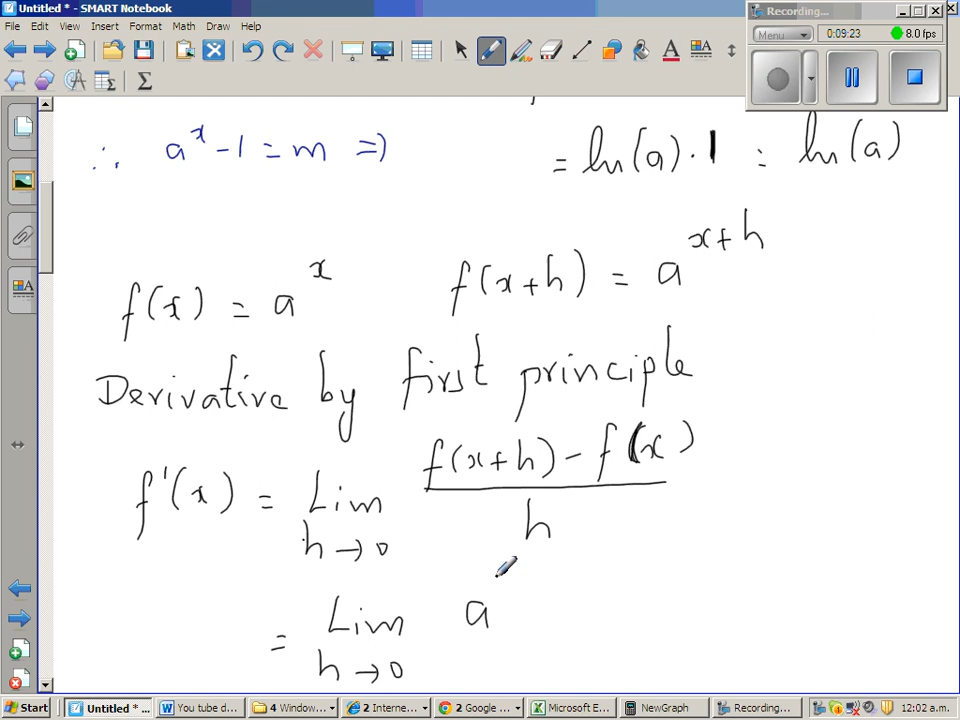 Untitled * - SMART Notebook
Recording...
File Edit View Insert Format Math Draw Help
Menu 0:09:23 8.0 fps
∴ a^x - 1 = m ⇒
= ln(a) · 1 = ln(a)
f(x) = a^x f(x+h) = a^(x+h)
Derivative by first principle
f'(x) = Lim h→0 (f(x+h) - f(x)) / h
= Lim h→0 a
Start Untitled * ... You tube d... 4 Window... 2 Interne... 2 Google ... Microsoft E... NewGraph Recording... 12:02 a.m.